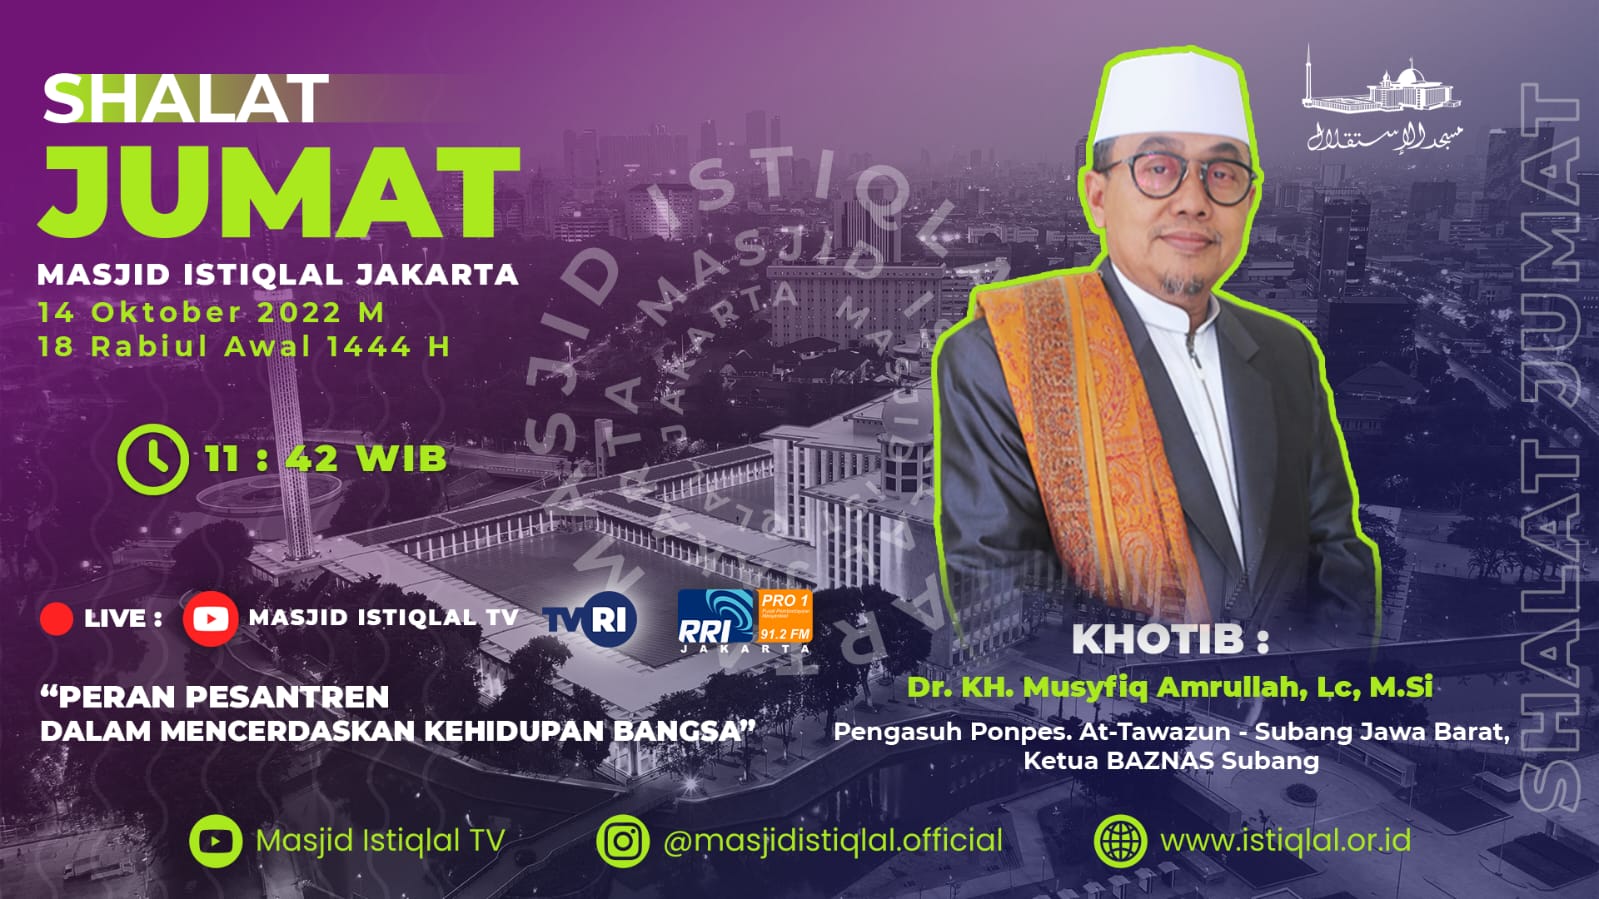 SHALAT
JUMAT
MASJID ISTIQLAL JAKARTA
14 Oktober 2022 M
18 Rabiul Awal 1444 H
11 : 42 WIB
LIVE : MASJID ISTIQLAL TV TVRI RRI PRO 1
91.2 FM
JAKARTA
“PERAN PESANTREN
DALAM MENCERDASKAN KEHIDUPAN BANGSA”
مسجد الإستقلال
KHOTIB :
Dr. KH. Musyfiq Amrullah, Lc, M.Si
Pengasuh Ponpes. At-Tawazun - Subang Jawa Barat,
Ketua BAZNAS Subang
SHALAT JUMAT
Masjid Istiqlal TV
@masjidistiqlal.official
www.istiqlal.or.id